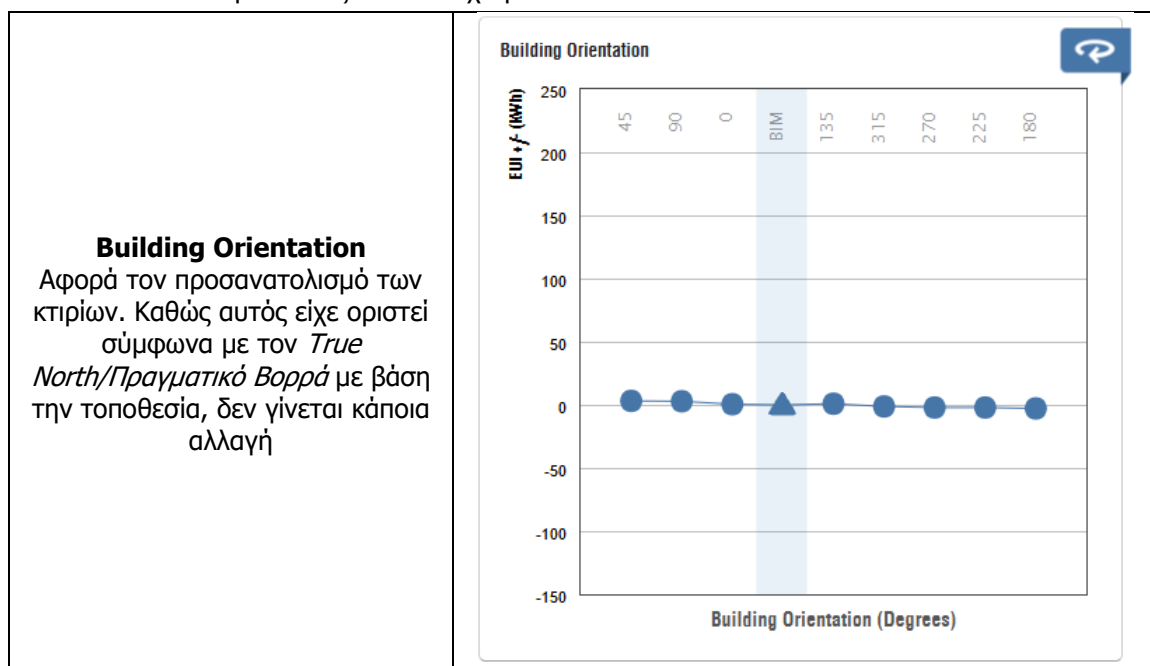 Building Orientation
Αφορά τον προσανατολισμό των
κτιρίων. Καθώς αυτός είχε οριστεί
σύμφωνα με τον True
North/Πραγματικό Βορρά με βάση
την τοποθεσία, δεν γίνεται κάποια
αλλαγή
Building Orientation
EUI +/- (kWh)
250
200
150
100
50
0
-50
-100
-150
45
90
0
BIM
135
315
270
225
180
Building Orientation (Degrees)